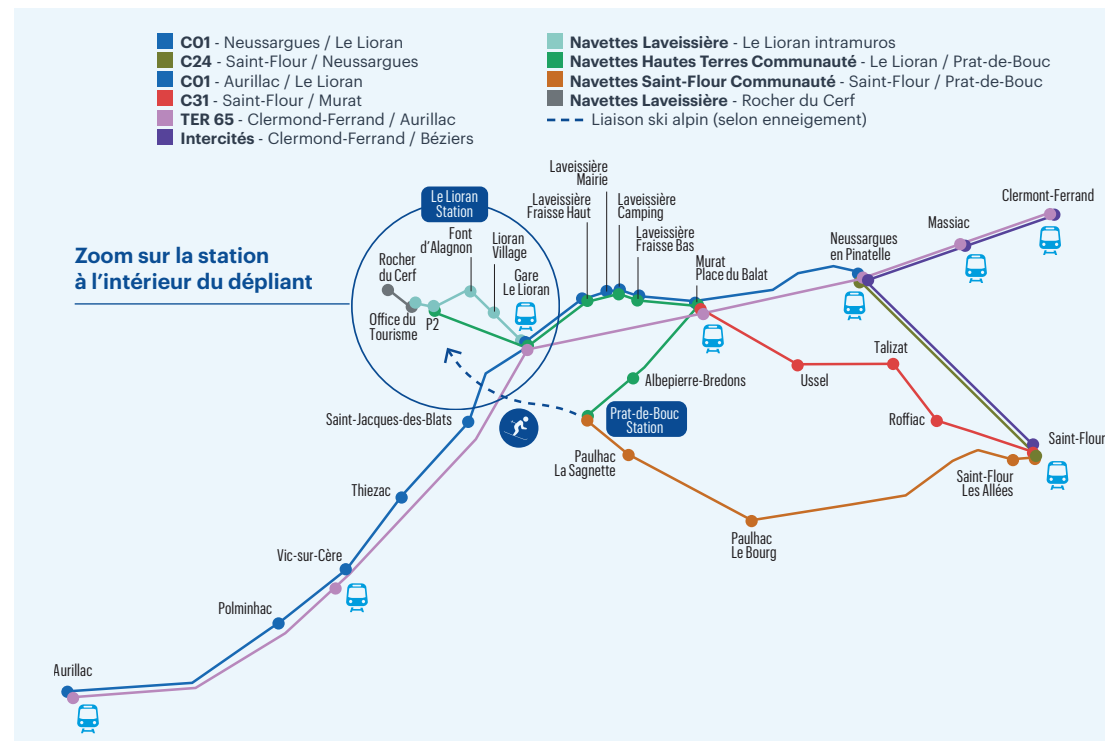 C01 - Neussargues / Le Lioran
C24 - Saint-Flour / Neussargues
C01 - Aurillac / Le Lioran
C31 - Saint-Flour / Murat
TER 65 - Clermond-Ferrand / Aurillac
Intercités - Clermond-Ferrand / Béziers
Navettes Laveissière - Le Lioran intramuros
Navettes Hautes Terres Communauté - Le Lioran / Prat-de-Bouc
Navettes Saint-Flour Communauté - Saint-Flour / Prat-de-Bouc
Navettes Laveissière - Rocher du Cerf
Liaison ski alpin (selon enneigement)
Zoom sur la station
à l'intérieur du dépliant
Le Lioran
Station
Rocher
du Cerf
Office du
Tourisme
P2
Font
d'Alagnon
Lioran
Village
Gare
Le Lioran
Laveissière
Fraisse Haut
Laveissière
Mairie
Laveissière
Camping
Laveissière
Fraisse Bas
Murat
Place du Balat
Neussargues
en Pinatelle
Massiac
Clermont-Ferrand
Ussel
Talizat
Roffiac
Saint-Flour
Saint-Flour
Les Allées
Albepierre-Bredons
Prat-de-Bouc
Station
Paulhac
La Sagnette
Paulhac
Le Bourg
Saint-Jacques-des-Blats
Thiezac
Vic-sur-Cère
Polminhac
Aurillac